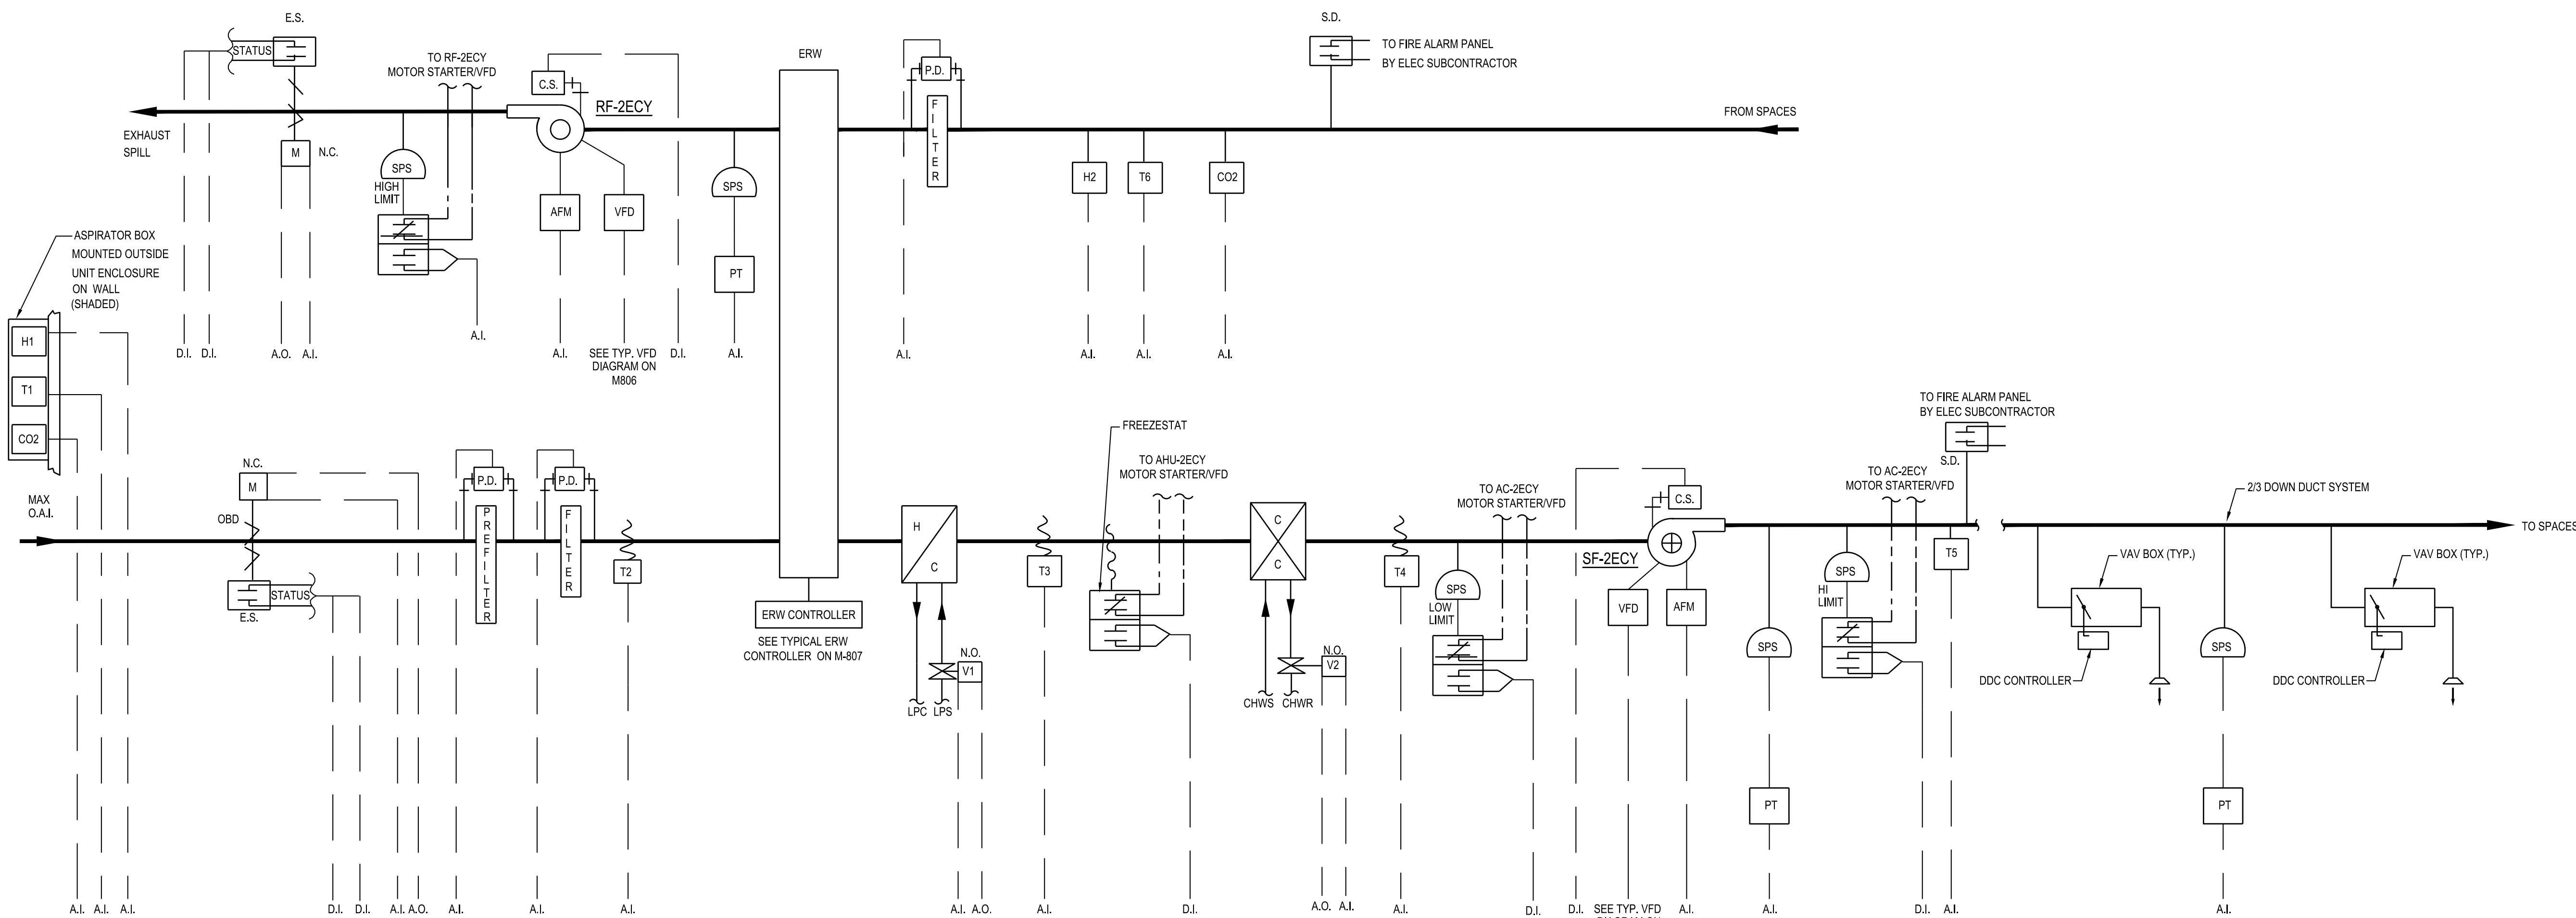 E.S.
STATUS
TO RF-2ECY
MOTOR STARTER/VFD
C.S.
RF-2ECY
ERW
P.D.
F
I
L
T
E
R
S.D.
TO FIRE ALARM PANEL
BY ELEC SUBCONTRACTOR
FROM SPACES
EXHAUST
SPILL
M
N.C.
SPS
HIGH
LIMIT
AFM
VFD
SPS
PT
H2
T6
CO2
ASPIRATOR BOX
MOUNTED OUTSIDE
UNIT ENCLOSURE
ON WALL
(SHADED)
H1
T1
CO2
D.I.
D.I.
A.O.
A.I.
A.I.
A.I.
SEE TYP. VFD
DIAGRAM ON
M806
D.I.
A.I.
A.I.
A.I.
A.I.
A.I.
MAX
O.A.I.
N.C.
M
OBD
STATUS
E.S.
P.D.
P
R
E
F
I
L
T
E
R
P.D.
F
I
L
T
E
R
T2
ERW CONTROLLER
SEE TYPICAL ERW
CONTROLLER ON M-807
H
C
LPC
LPS
N.O.
V1
T3
FREEZESTAT
TO AHU-2ECY
MOTOR STARTER/VFD
C
C
CHWS
CHWR
N.O.
V2
T4
SPS
LOW
LIMIT
TO AC-2ECY
MOTOR STARTER/VFD
SF-2ECY
C.S.
VFD
AFM
SPS
PT
SPS
HI
LIMIT
TO AC-2ECY
MOTOR STARTER/VFD
TO FIRE ALARM PANEL
BY ELEC SUBCONTRACTOR
S.D.
T5
2/3 DOWN DUCT SYSTEM
TO SPACES
VAV BOX (TYP.)
DDC CONTROLLER
SPS
PT
VAV BOX (TYP.)
DDC CONTROLLER
A.I.
A.I.
A.I.
D.I.
D.I.
A.I.
A.O.
A.I.
A.I.
A.I.
A.I.
A.O.
A.I.
D.I.
A.O.
A.I.
A.I.
D.I.
D.I.
SEE TYP. VFD
DIAGRAM ON
A.I.
A.I.
D.I.
A.I.
A.I.